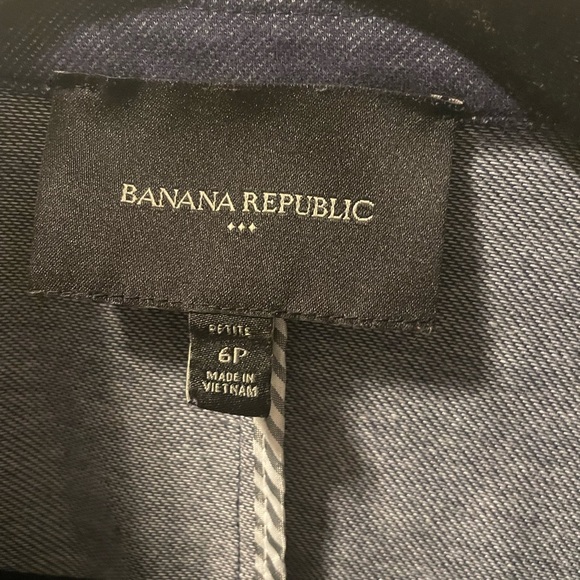 BANANA REPUBLIC
PETITE
6P
MADE IN
VIETNAM